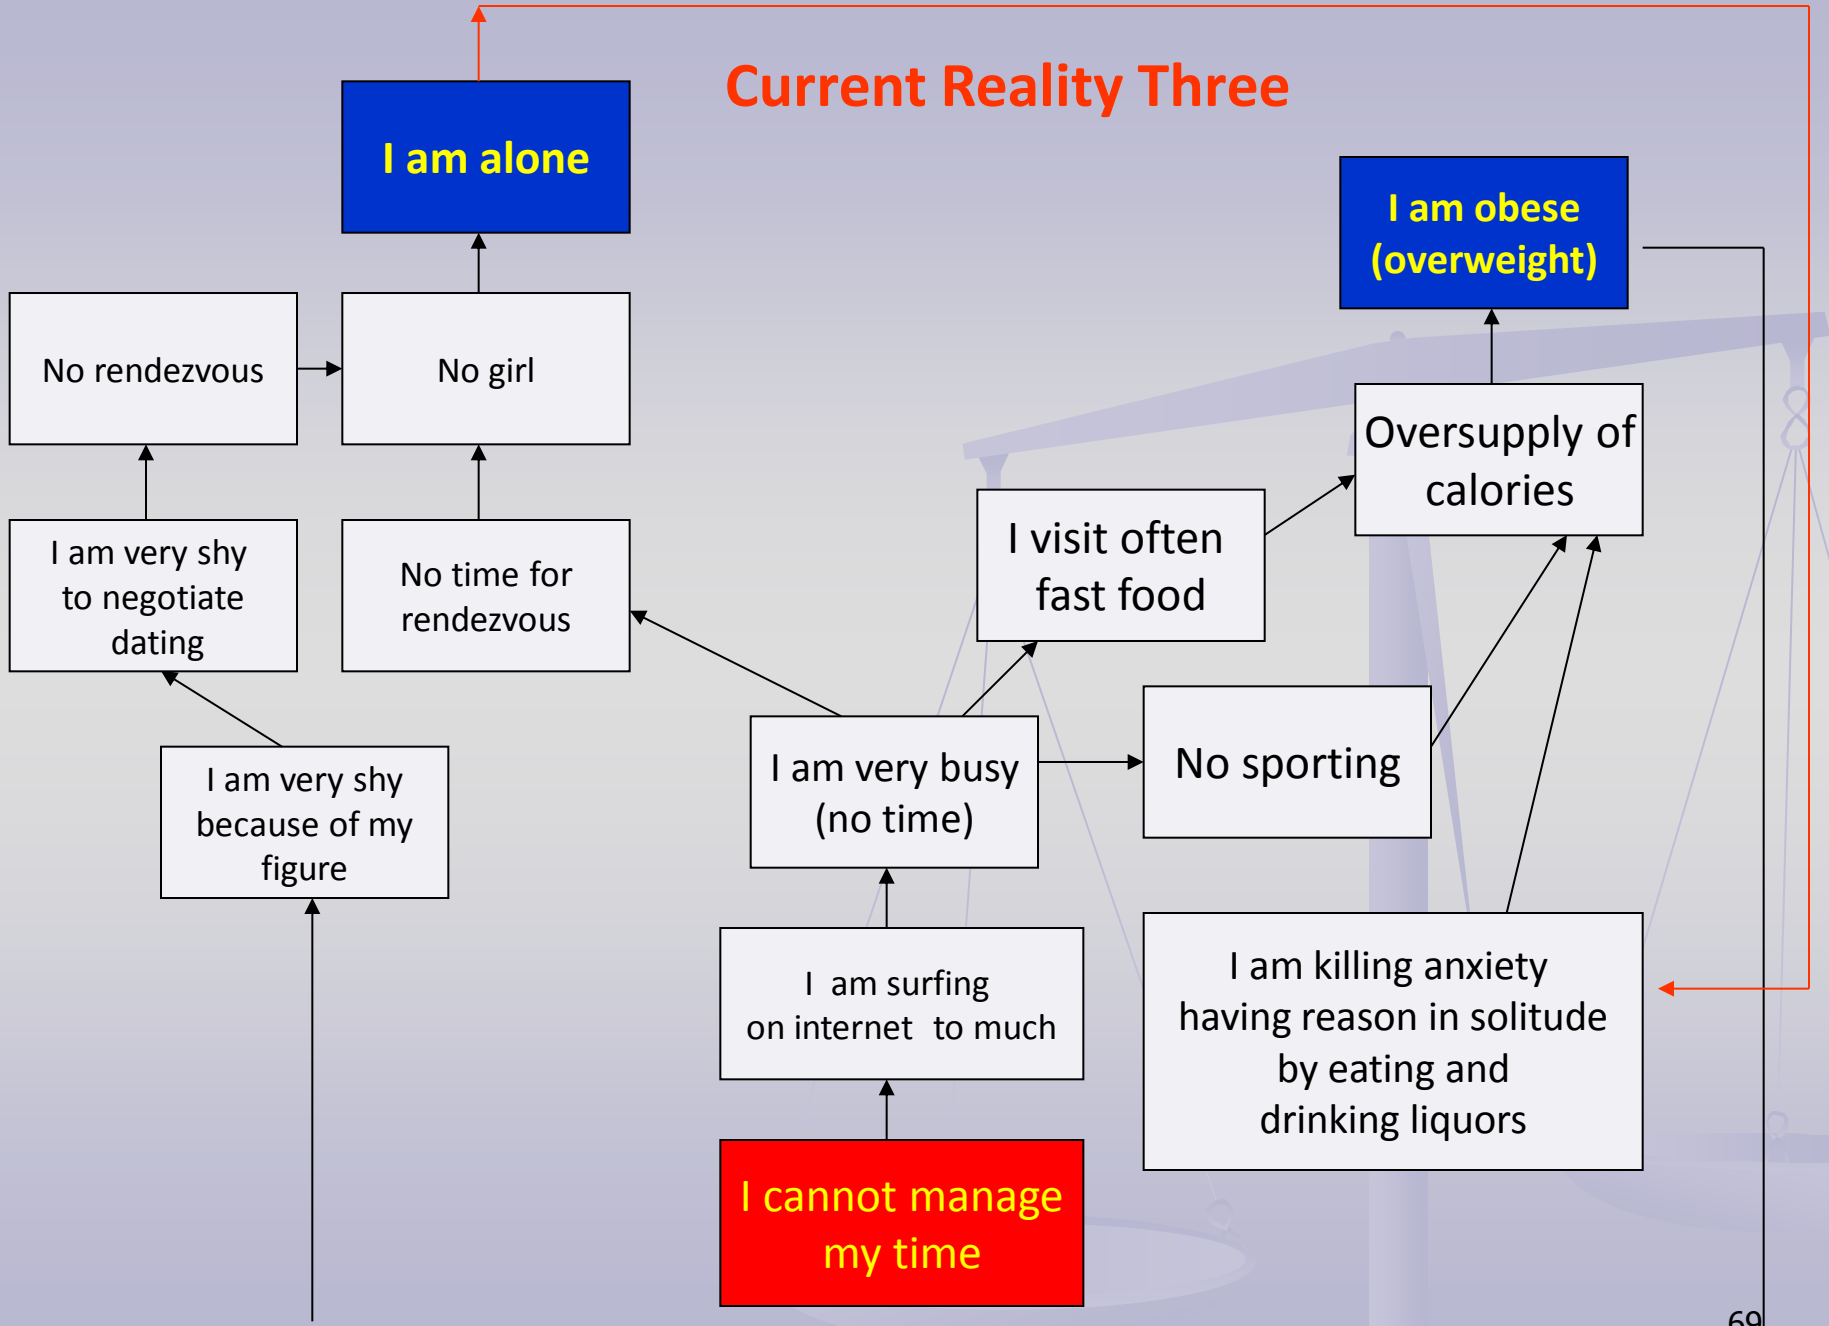 Current Reality Three
I am alone
I am obese
(overweight)
No rendezvous
No girl
Oversupply of
calories
I am very shy
to negotiate
dating
No time for
rendezvous
I visit often
fast food
I am very shy
because of my
figure
I am very busy
(no time)
No sporting
I am surfing
on internet to much
I am killing anxiety
having reason in solitude
by eating and
drinking liquors
I cannot manage
my time
69